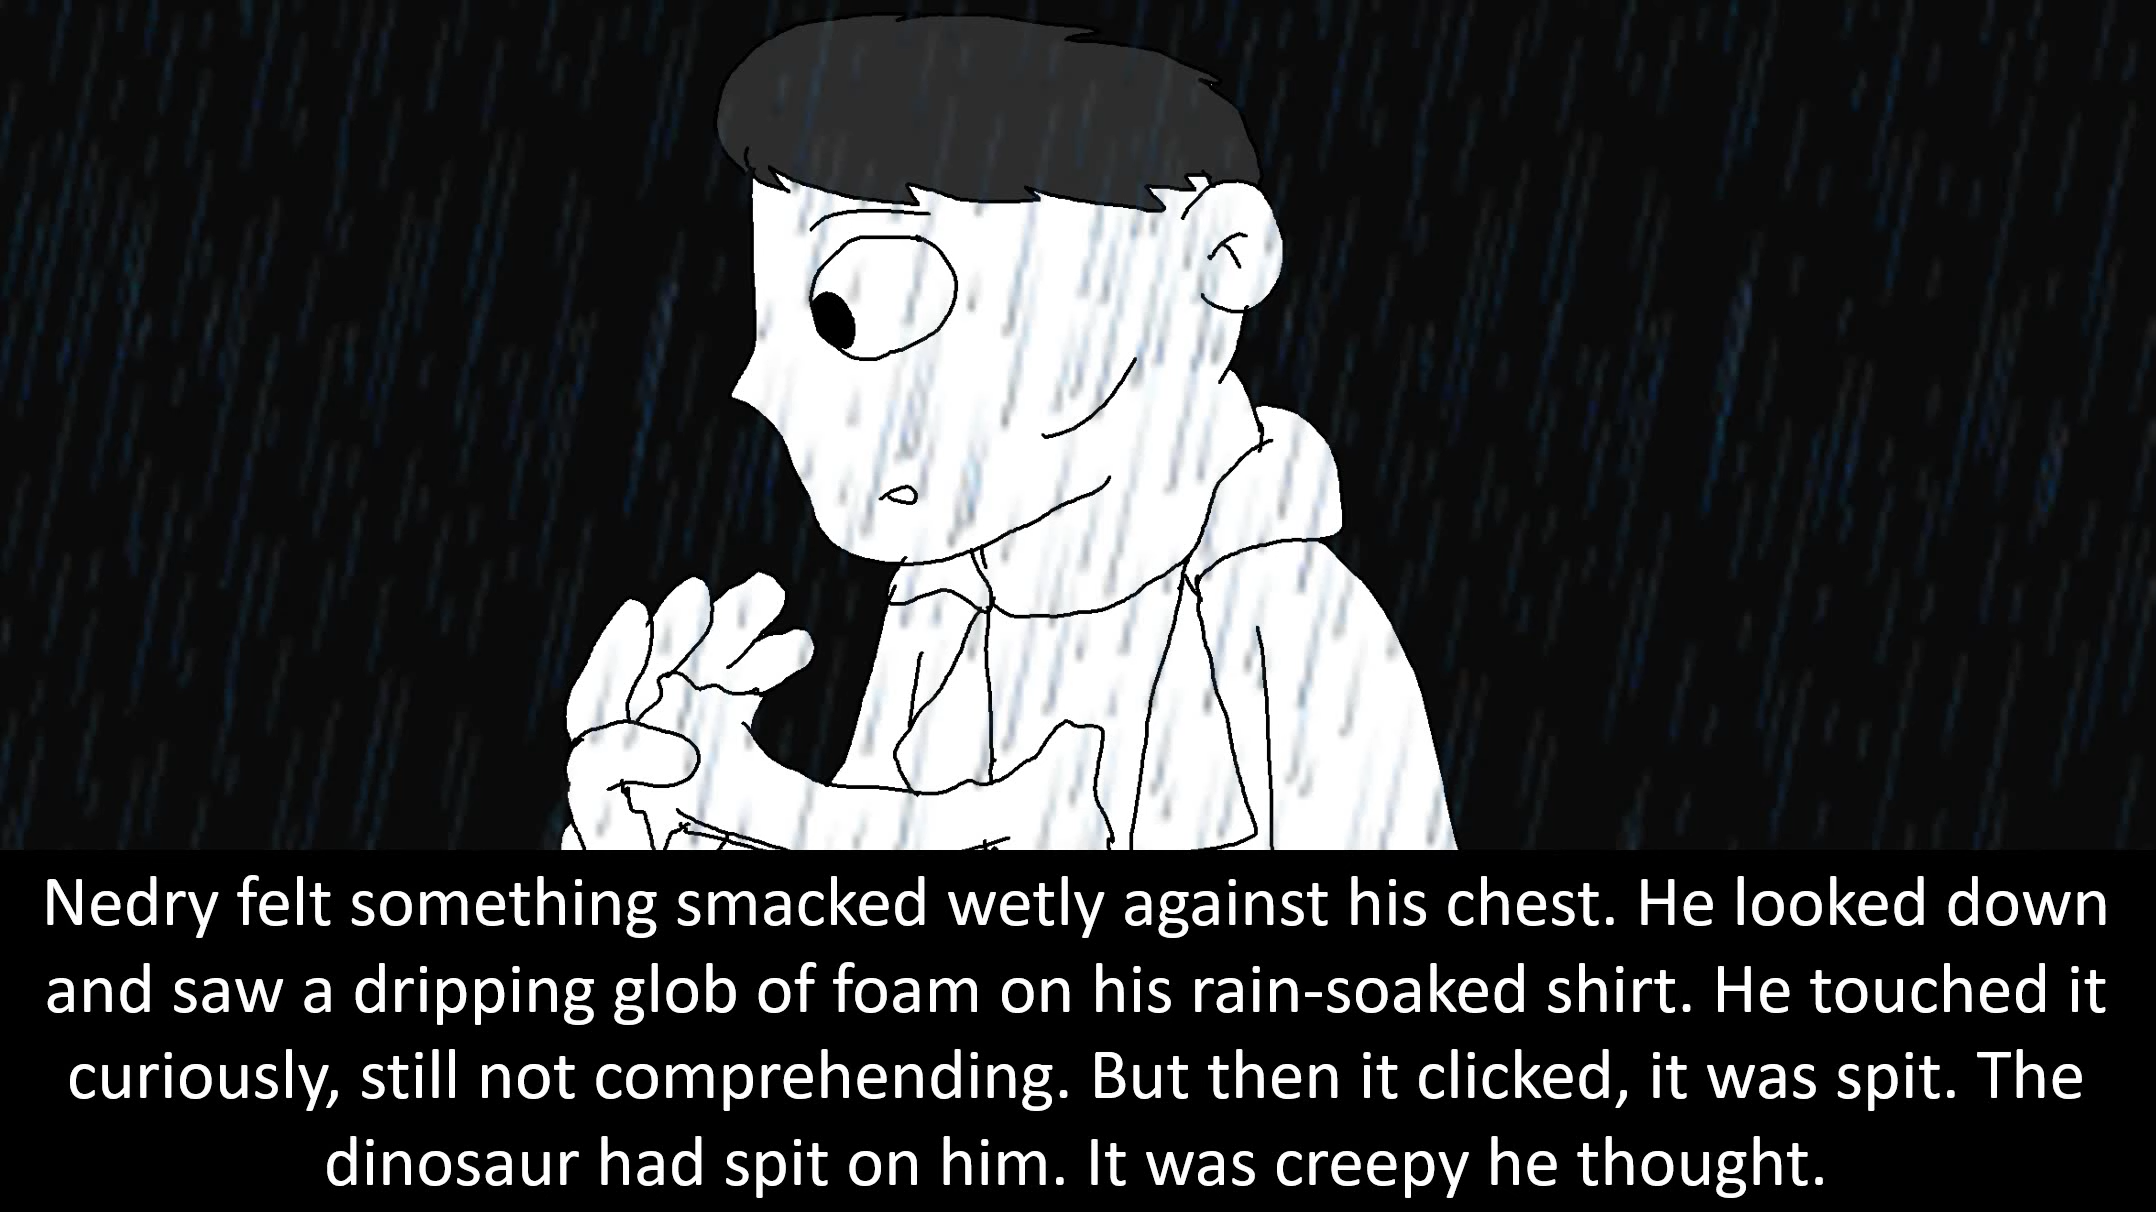 Nedry felt something smacked wetly against his chest. He looked down
and saw a dripping glob of foam on his rain-soaked shirt. He touched it
curiously, still not comprehending. But then it clicked, it was spit. The
dinosaur had spit on him. It was creepy he thought.